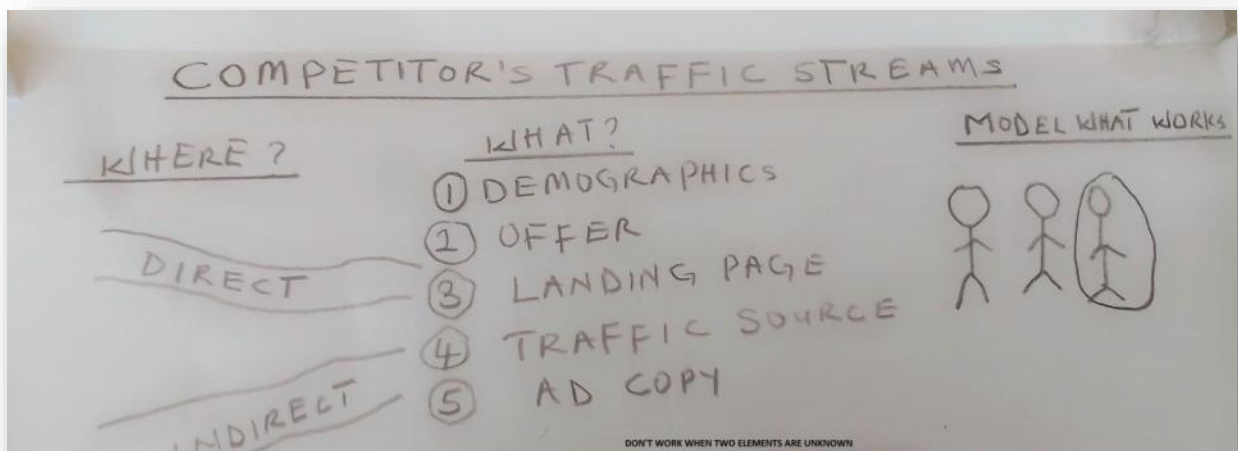 COMPETITOR'S TRAFFIC STREAMS
WHERE?
DIRECT
INDIRECT
WHAT?
① DEMOGRAPHICS
② OFFER
③ LANDING PAGE
④ TRAFFIC SOURCE
⑤ AD COPY
MODEL WHAT WORKS
DON'T WORK WHEN TWO ELEMENTS ARE UNKNOWN